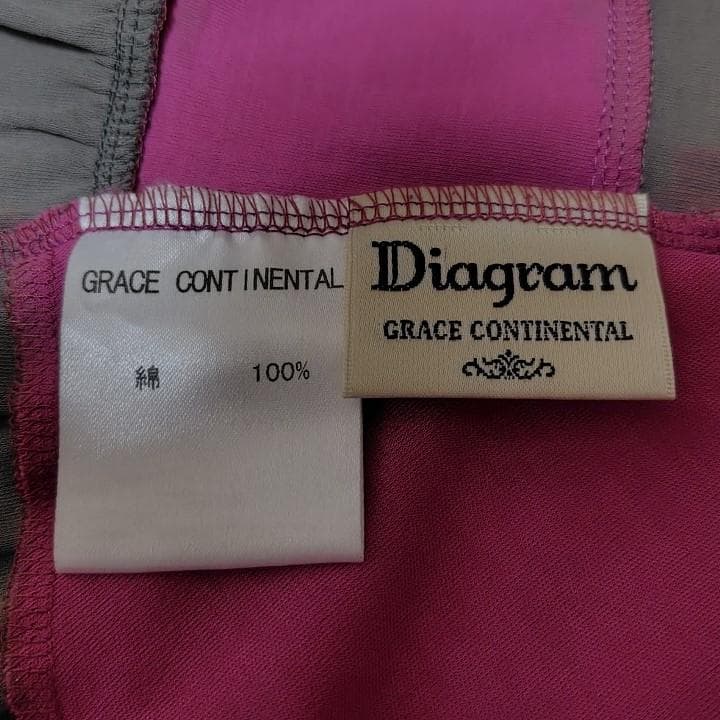 GRACE CONTINENTAL
綿 100%
Diagram
GRACE CONTINENTAL